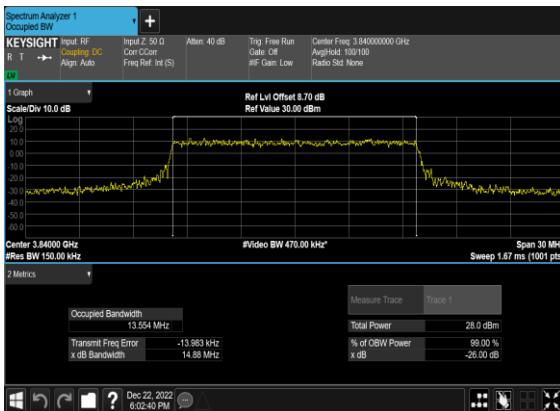 Spectrum Analyzer 1
Occupied BW
+
KEYSIGHT
R T
LV
Input: RF
Coupling: DC
Align: Auto
Input Z: 50 Ω
Corr CCorr
Freq Ref: Int (S)
Atten: 40 dB
Trig: Free Run
Gate: Off
#IF Gain: Low
Center Freq: 3.840000000 GHz
Avg|Hold: 100/100
Radio Std: None
1 Graph
Scale/Div 10.0 dB
Ref Lvl Offset 8.70 dB
Ref Value 30.00 dBm
Log
20.0
10.0
0.00
-10.0
-20.0
-30.0
-40.0
-50.0
-60.0
Center 3.84000 GHz
#Video BW 470.00 kHz*
Span 30 MH
#Res BW 150.00 kHz
Sweep 1.67 ms (1001 pts
2 Metrics
Measure Trace
Trace 1
Occupied Bandwidth
13.554 MHz
Total Power
28.0 dBm
Transmit Freq Error
-13.983 kHz
% of OBW Power
99.00 %
x dB Bandwidth
14.88 MHz
x dB
-26.00 dB
?
Dec 22, 2022
6:02:40 PM